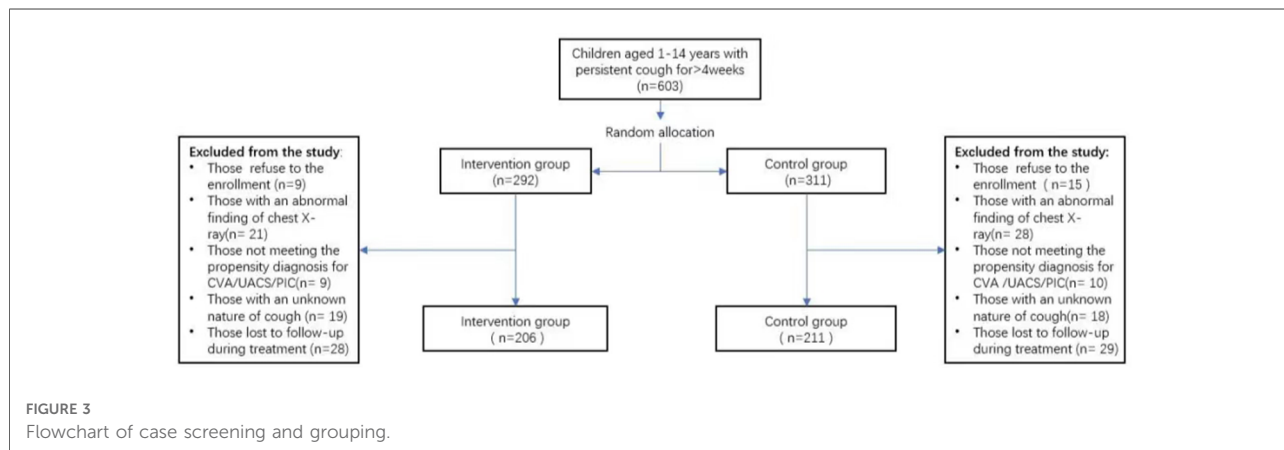 Children aged 1-14 years with
persistent cough for>4weeks
(n=603)
Random allocation
Excluded from the study:
• Those refuse to the
enrollment (n=9)
• Those with an abnormal
finding of chest X-
ray(n= 21)
• Those not meeting the
propensity diagnosis for
CVA/UACS/PIC(n= 9)
• Those with an unknown
nature of cough (n= 19)
• Those lost to follow-up
during treatment (n=28)
Intervention group
(n=292)
Control group
(n=311)
Excluded from the study:
• Those refuse to the
enrollment ( n=15 )
• Those with an abnormal
finding of chest X-
ray(n= 28)
• Those not meeting the
propensity diagnosis for
CVA /UACS/PIC(n= 10)
• Those with an unknown
nature of cough(n= 18)
• Those lost to follow-up
during treatment (n= 29)
Intervention group
( n=206 )
Control group
( n=211 )
FIGURE 3
Flowchart of case screening and grouping.